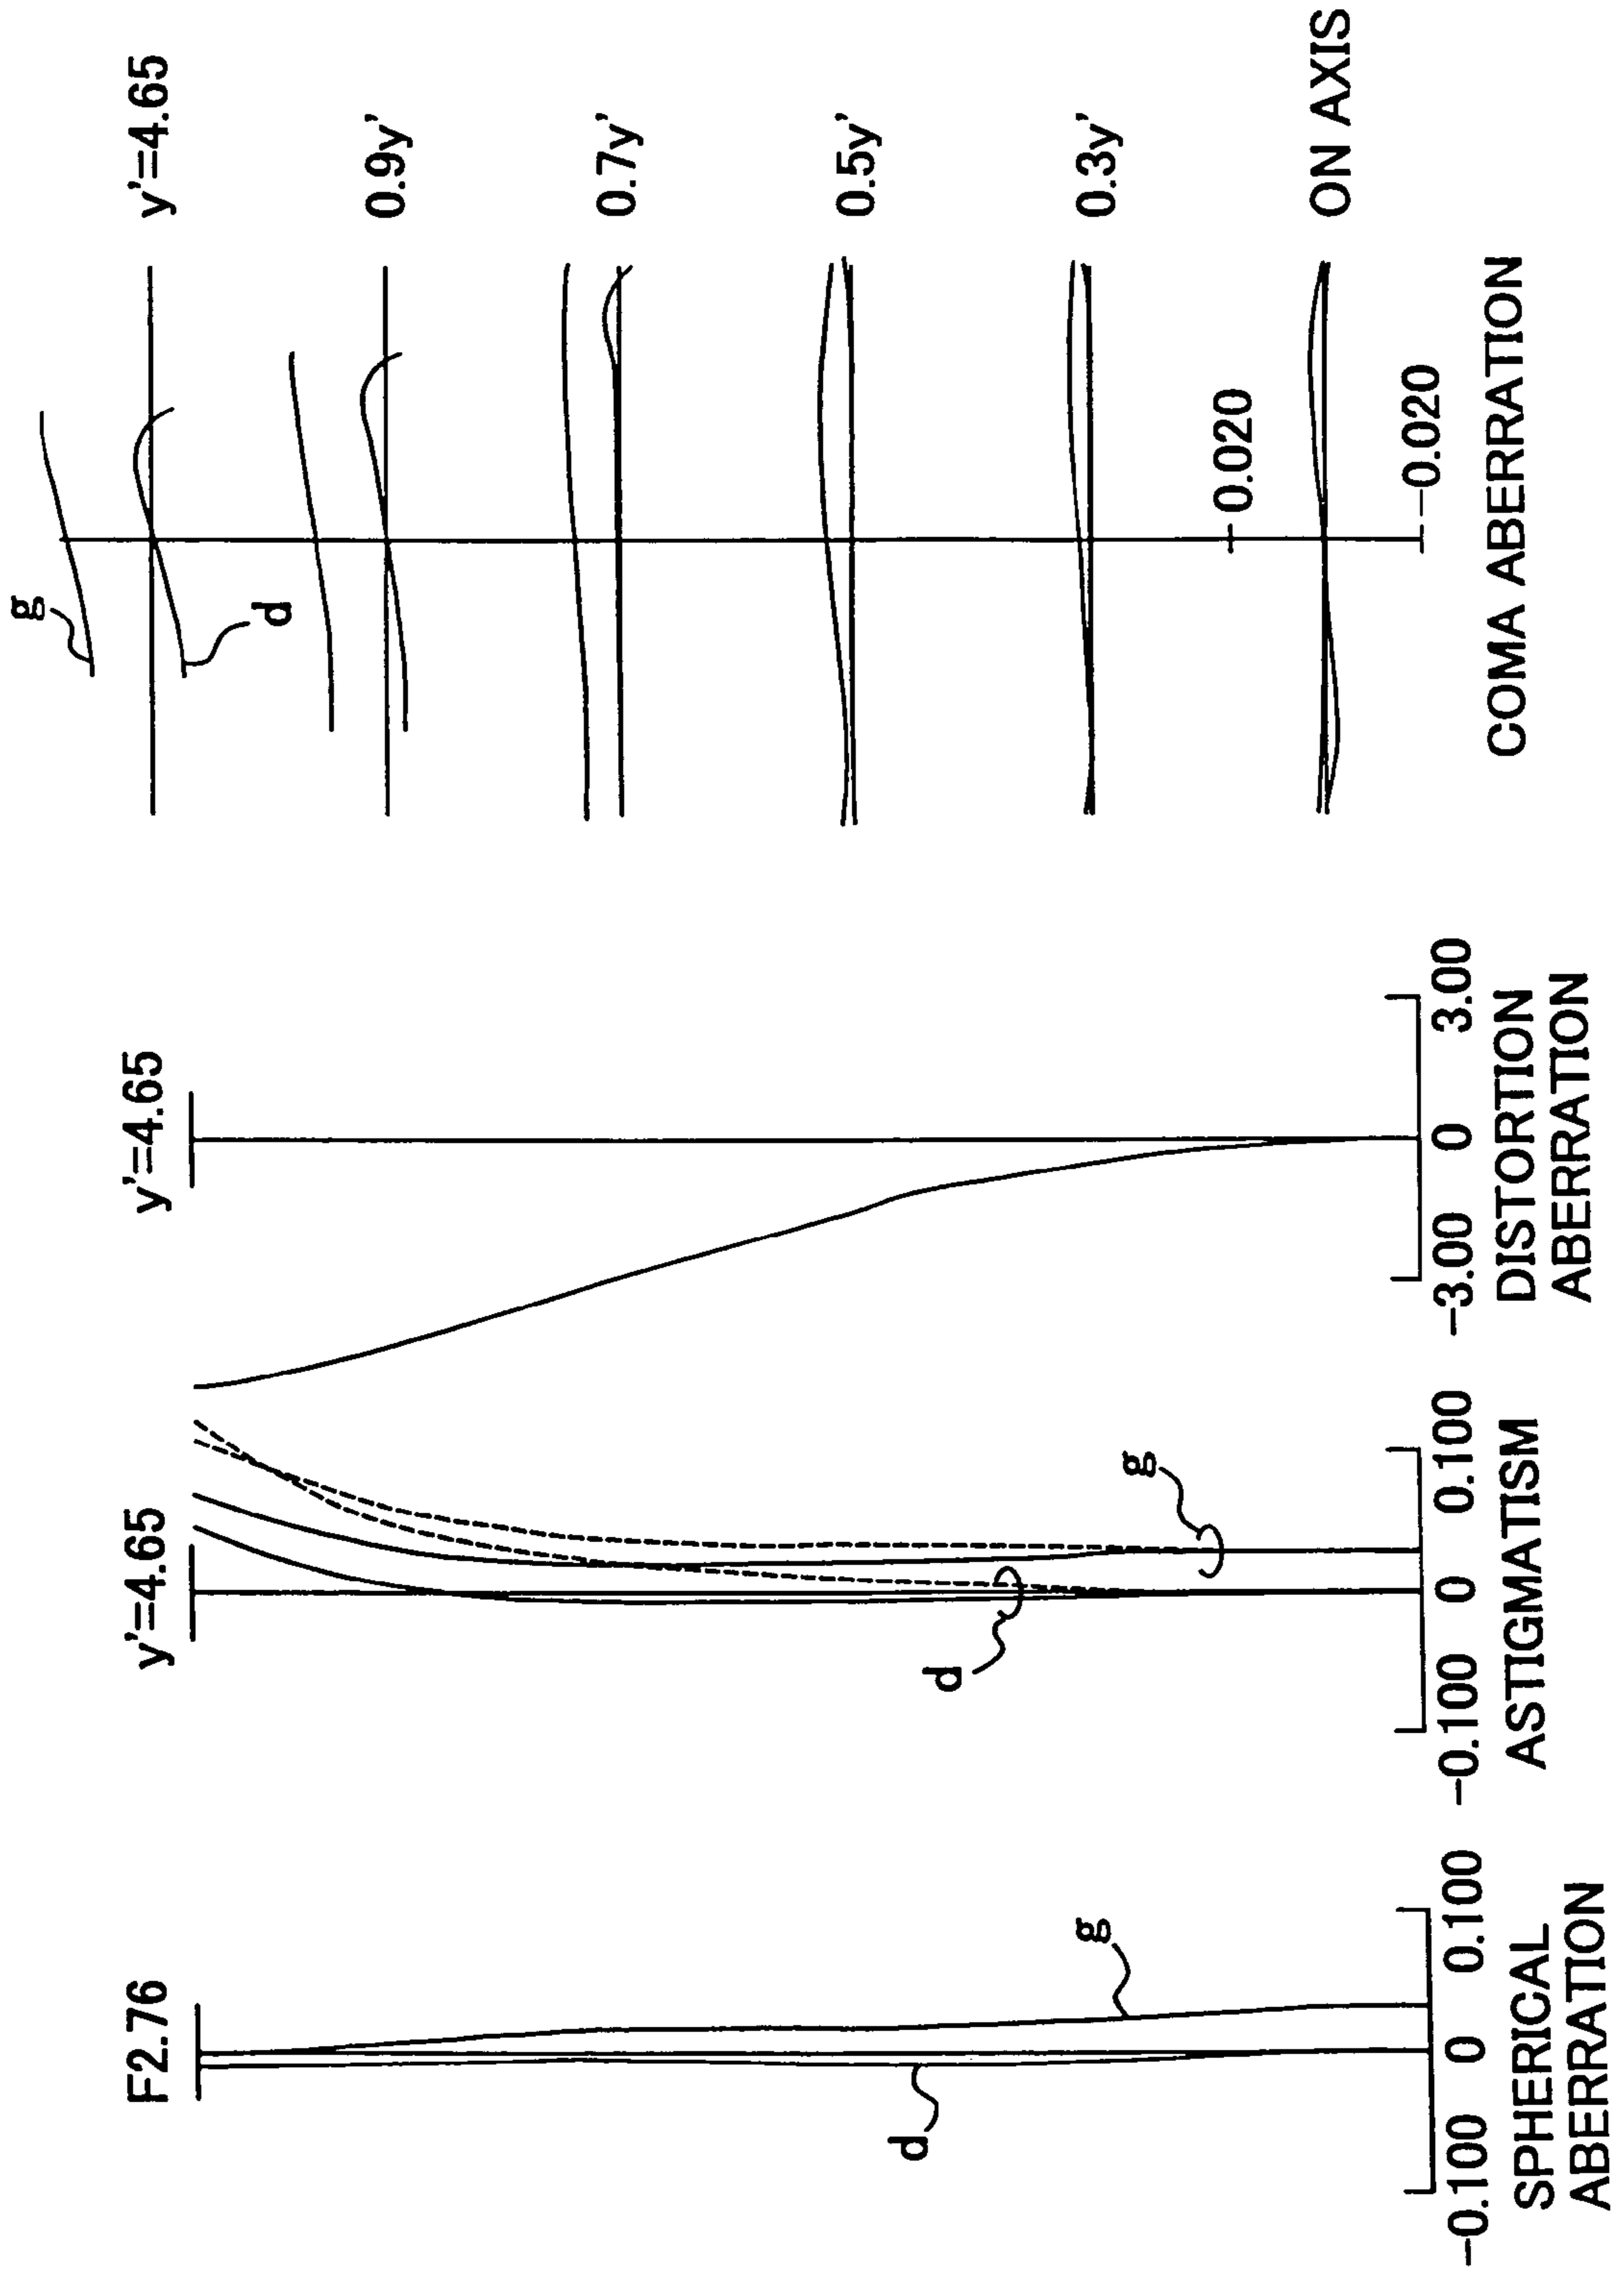 F2.76
g
d
-0.100 0 0.100
SPHERICAL
ABERRATION
y'=4.65
g
d
-0.100 0 0.100
ASTIGMATISM
y'=4.65
-3.00 0 3.00
DISTORTION
ABERRATION
g
d
y'=4.65
0.9y'
0.7y'
0.5y'
0.3y'
0.020
ON AXIS
-0.020
COMA ABERRATION